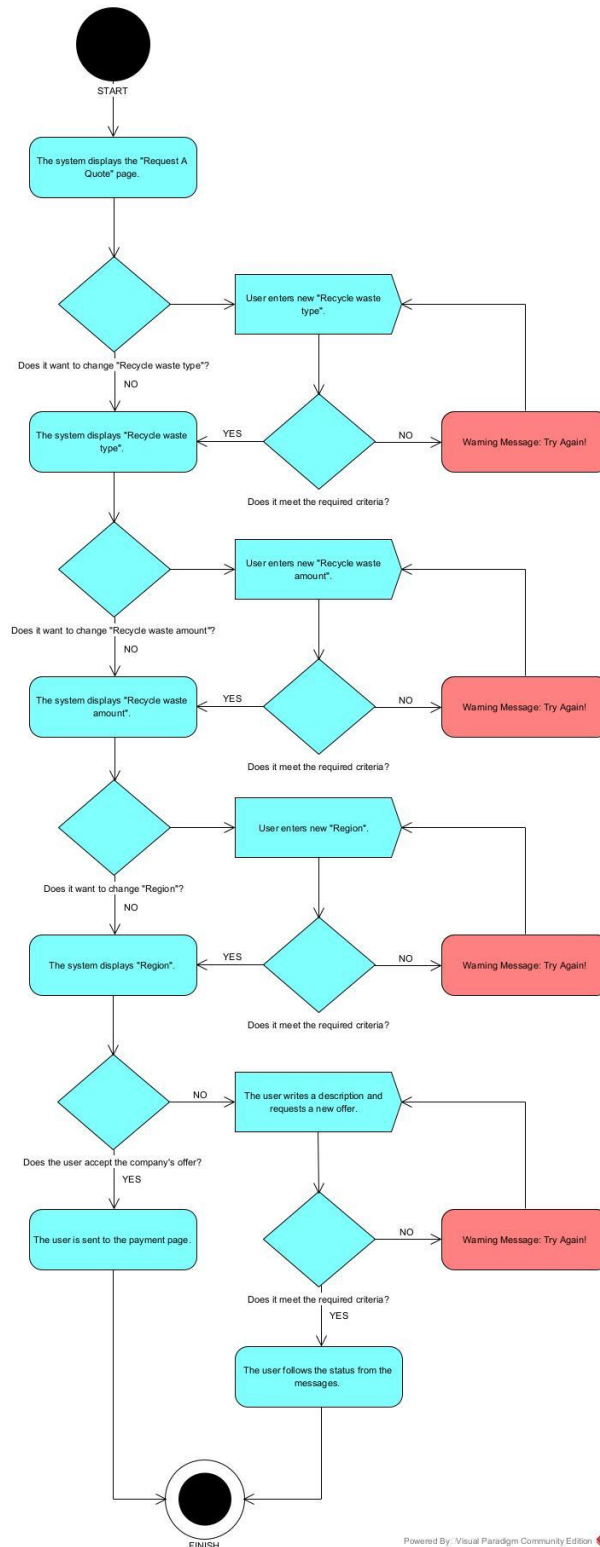 START
The system displays the "Request A
Quote" page.
User enters new "Recycle waste
type".
Does it want to change "Recycle waste type"?
NO
The system displays "Recycle waste
type".
YES
NO
Warning Message: Try Again!
Does it meet the required criteria?
User enters new "Recycle waste
amount".
Does it want to change "Recycle waste amount"?
NO
The system displays "Recycle waste
amount".
YES
NO
Warning Message: Try Again!
Does it meet the required criteria?
User enters new "Region".
Does it want to change "Region"?
NO
The system displays "Region".
YES
NO
Warning Message: Try Again!
Does it meet the required criteria?
NO
The user writes a description and
requests a new offer.
Does the user accept the company's offer?
YES
The user is sent to the payment page.
NO
Warning Message: Try Again!
Does it meet the required criteria?
YES
The user follows the status from the
messages.
FINISH
Powered By: Visual Paradigm Community Edition